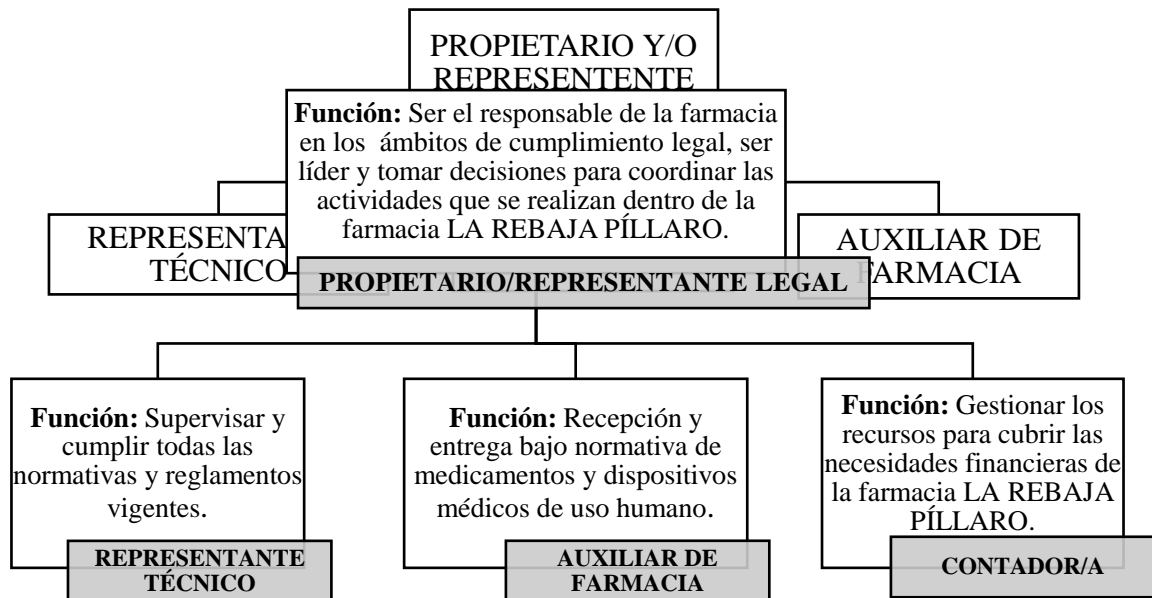 PROPIETARIO Y/O
REPRESENTENTE
Función: Ser el responsable de la farmacia
en los ámbitos de cumplimiento legal, ser
líder y tomar decisiones para coordinar las
actividades que se realizan dentro de la
farmacia LA REBAJA PÍLLARO.
TÉCNICO
AUXILIAR DE
FARMACIA
PROPIETARIO/REPRESENTANTE LEGAL
Función: Supervisar y
cumplir todas las
normativas y reglamentos
vigentes.
REPRESENTANTE
TÉCNICO
Función: Recepción y
entrega bajo normativa de
medicamentos y dispositivos
médicos de uso humano.
AUXILIAR DE
FARMACIA
Función: Gestionar los
recursos para cubrir las
necesidades financieras de
la farmacia LA REBAJA
PÍLLARO.
CONTADOR/A